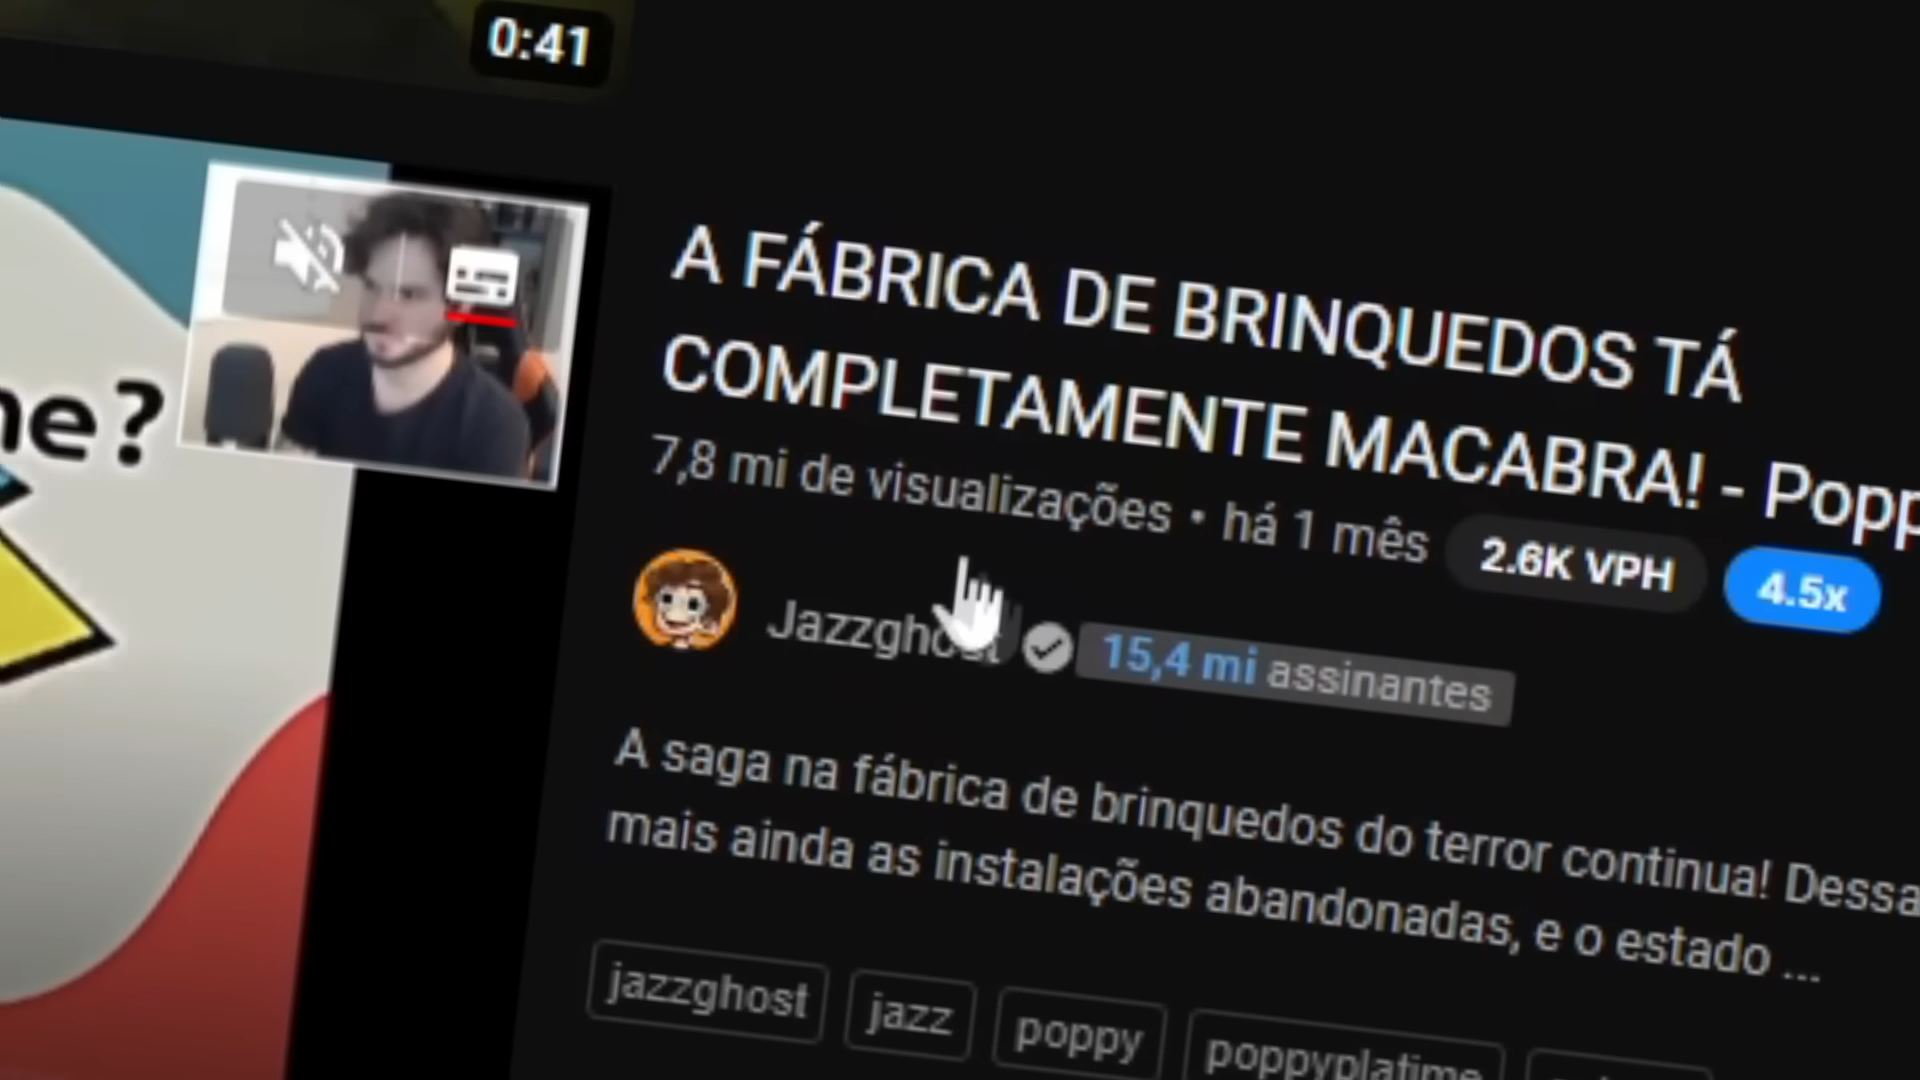 0:41
A FÁBRICA DE BRINQUEDOS TÁ
COMPLETAMENTE MACABRA! - Popp
7,8 mi de visualizações • há 1 mês 2.6K VPH 4.5x
ne?
Jazzghost 15,4 mi assinantes
A saga na fábrica de brinquedos do terror continua! Dessa
mais ainda as instalações abandonadas, e o estado ...
jazzghost jazz poppy poppyplatime